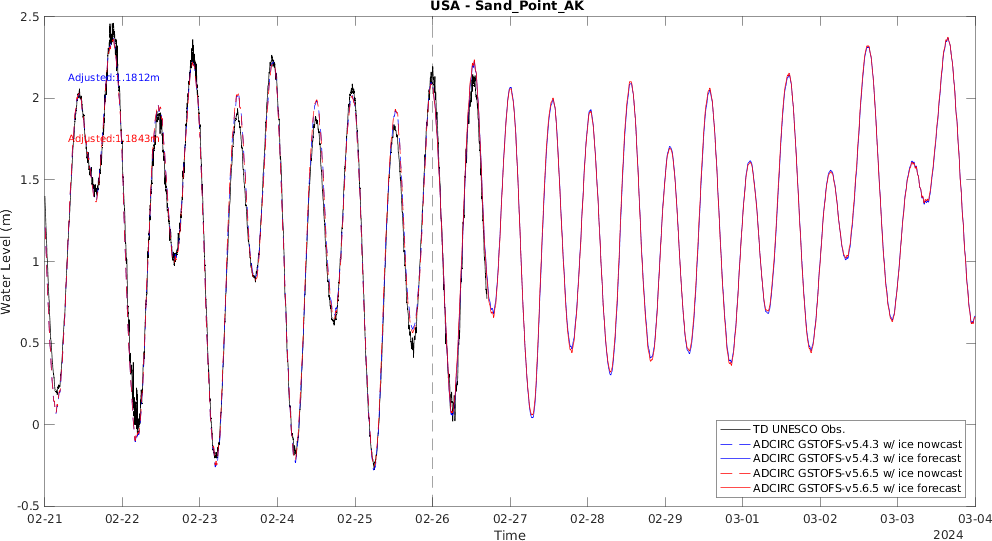 USA - Sand_Point_AK
2.5
Adjusted:1.1812m
2
Adjusted:1.1843m
1.5
1
0.5
0
-0.5
Water Level (m)
TD UNESCO Obs.
ADCIRC GSTOFS-v5.4.3 w/ ice nowcast
ADCIRC GSTOFS-v5.4.3 w/ ice forecast
ADCIRC GSTOFS-v5.6.5 w/ ice nowcast
ADCIRC GSTOFS-v5.6.5 w/ ice forecast
02-21 02-22 02-23 02-24 02-25 02-26 02-27 02-28 02-29 03-01 03-02 03-03 03-04
Time
2024